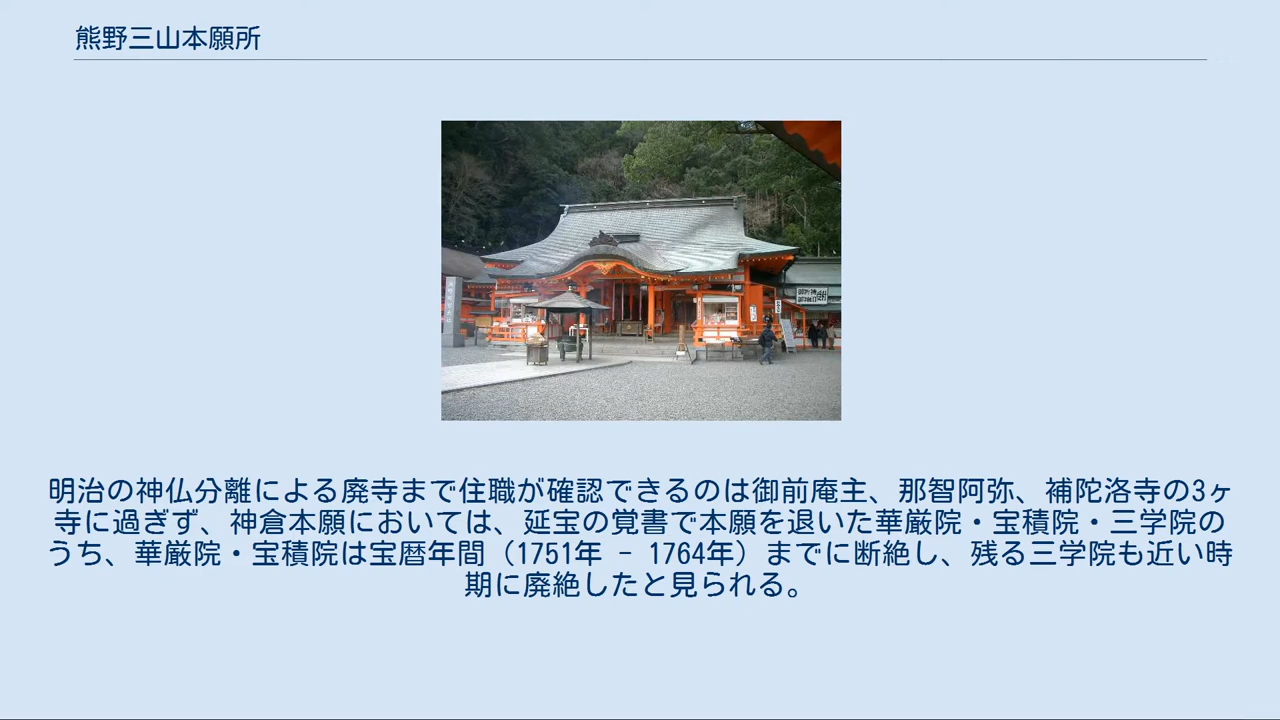 熊野三山本願所
明治の神仏分離による廃寺まで住職が確認できるのは御前庵主、那智阿弥、補陀洛寺の3ヶ
寺に過ぎず、神倉本願においては、延宝の覚書で本願を退いた華厳院・宝積院・三学院の
うち、華厳院・宝積院は宝暦年間（1751年 - 1764年）までに断絶し、残る三学院も近い時
期に廃絶したと見られる。